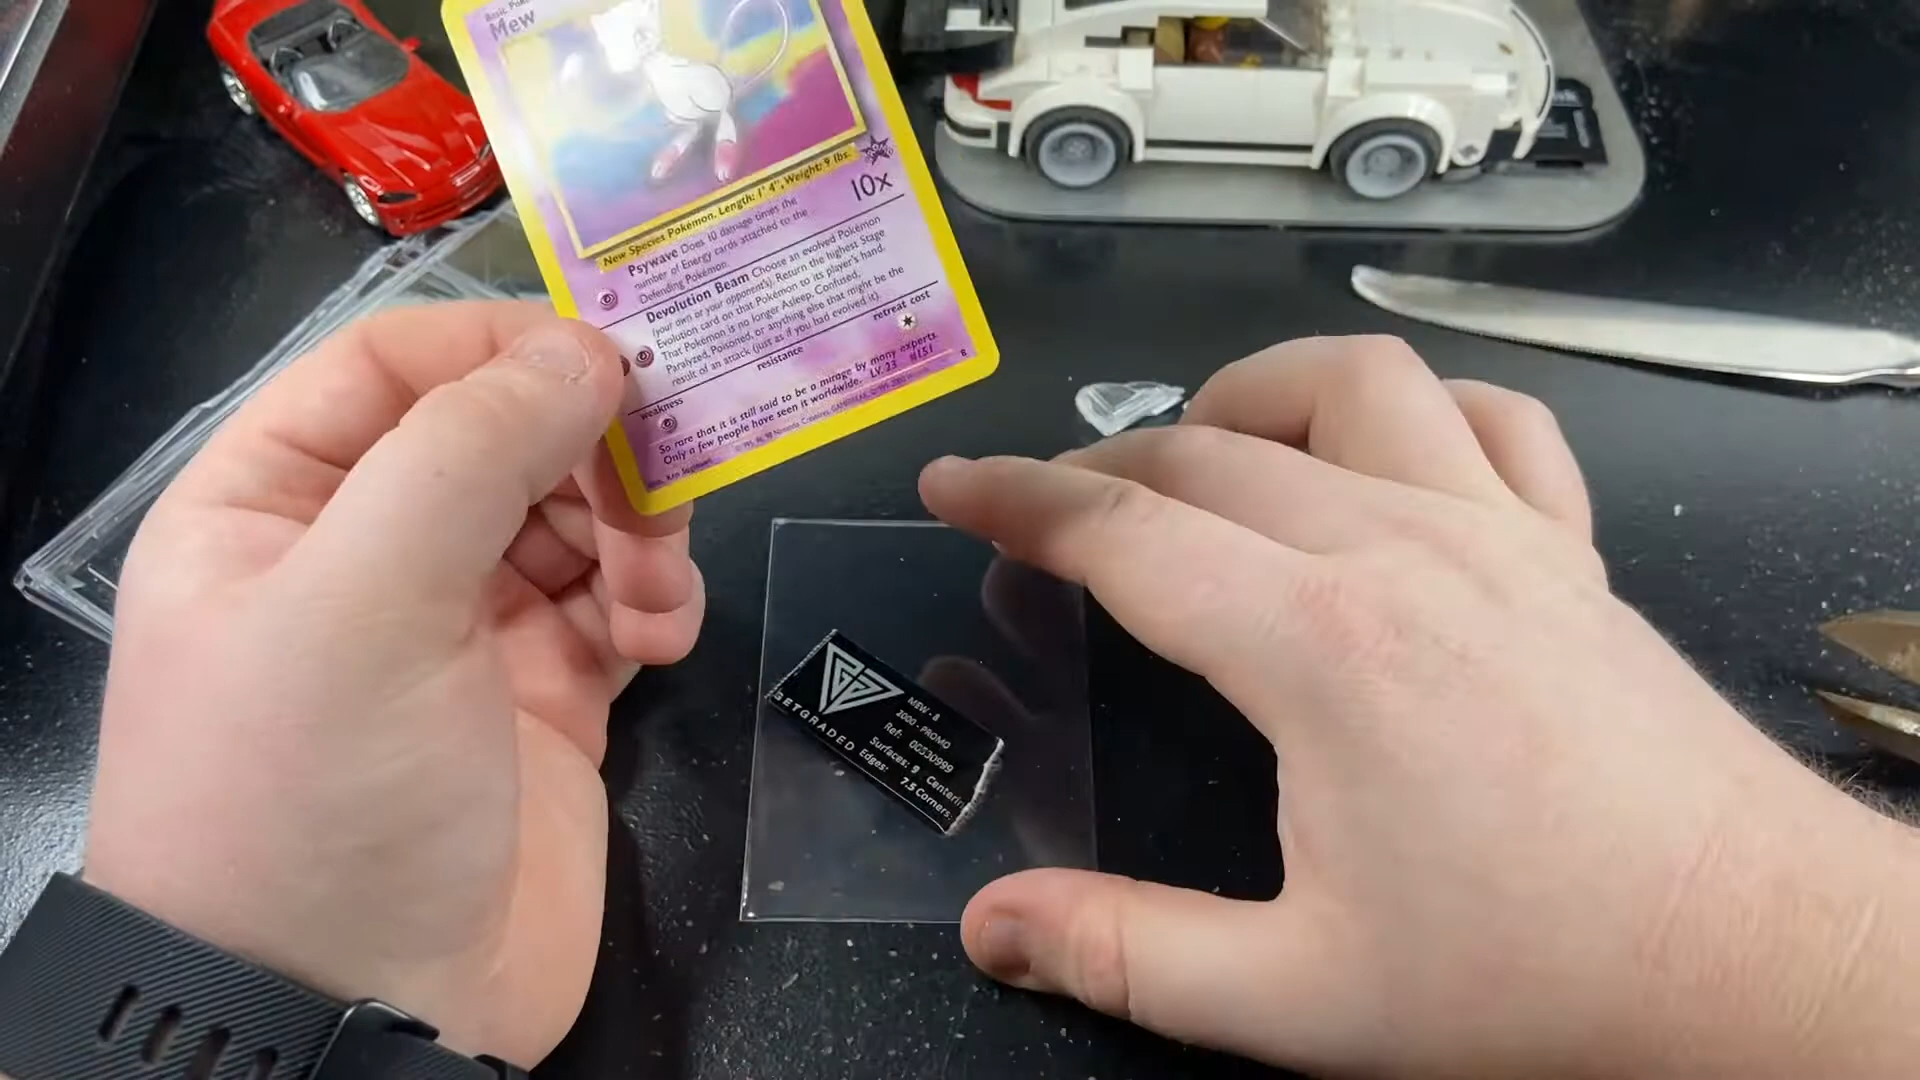 Basic
Mew
New Species Pokémon. Length: 1' 4", Weight: 9 lbs.
PROMO
Psywave Does 10 damage times the
number of Energy cards attached to the
Defending Pokémon.
10x
Devolution Beam Choose an evolved Pokémon
(your own or your opponent's). Return the highest Stage
Evolution card on that Pokémon to its player's hand.
That Pokémon is no longer Asleep, Confused,
Paralyzed, Poisoned, or anything else that might be the
result of an attack (just as if you had evolved it).
weakness
resistance
retreat cost
So rare that it is still said to be a mirage by many experts.
Only a few people have seen it worldwide. LV. 23 #151
8
GETGRADED
MEW - 8
2000 - PROMO
Ref: 00530999
Surfaces: 9 Centerin
Edges: 7.5 Corners: